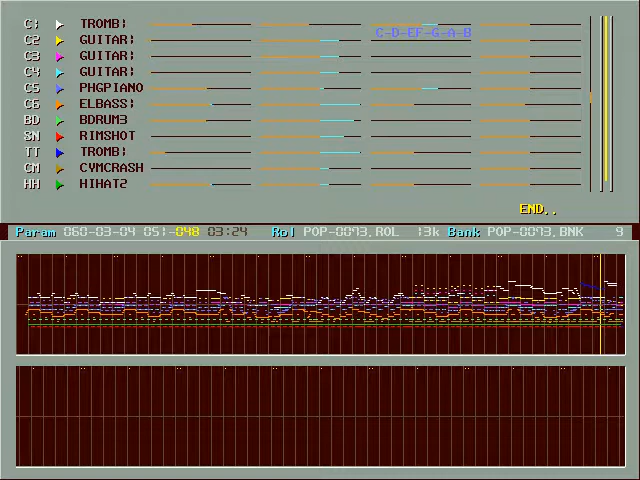 C1 TROMB1
C-D-EF-G-A-B
C2 GUITAR1
C3 GUITAR1
C4 GUITAR1
C5 PHGPIANO
C6 ELBASS1
BD BDRUM3
SN RIMSHOT
TT TROMB1
CM CYMCRASH
HH HIHAT2
END..
Param 060-03-04 051-048 03:24 Rol POP-0073.ROL 13k Bank POP-0073.BNK 9